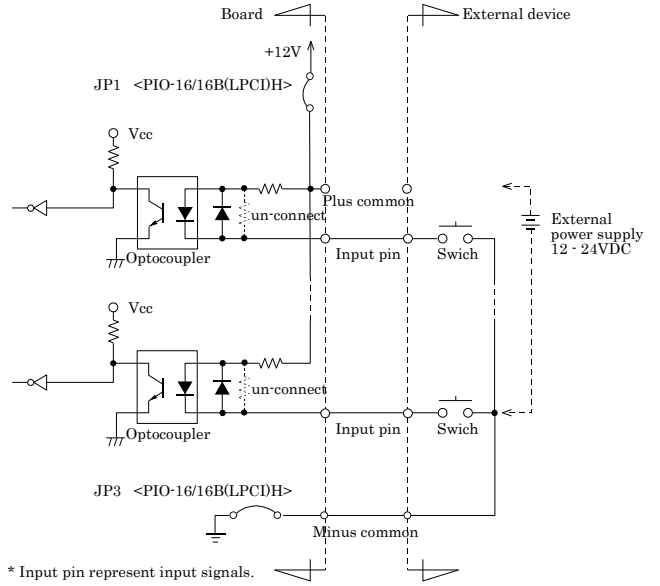 Board
External device
+12V
JP1 <PIO-16/16B(LPCI)H>
Vcc
Plus common
un-connect
External
power supply
12 - 24VDC
Input pin
Swich
Optocoupler
Vcc
un-connect
Input pin
Swich
Optocoupler
JP3 <PIO-16/16B(LPCI)H>
Minus common
* Input pin represent input signals.